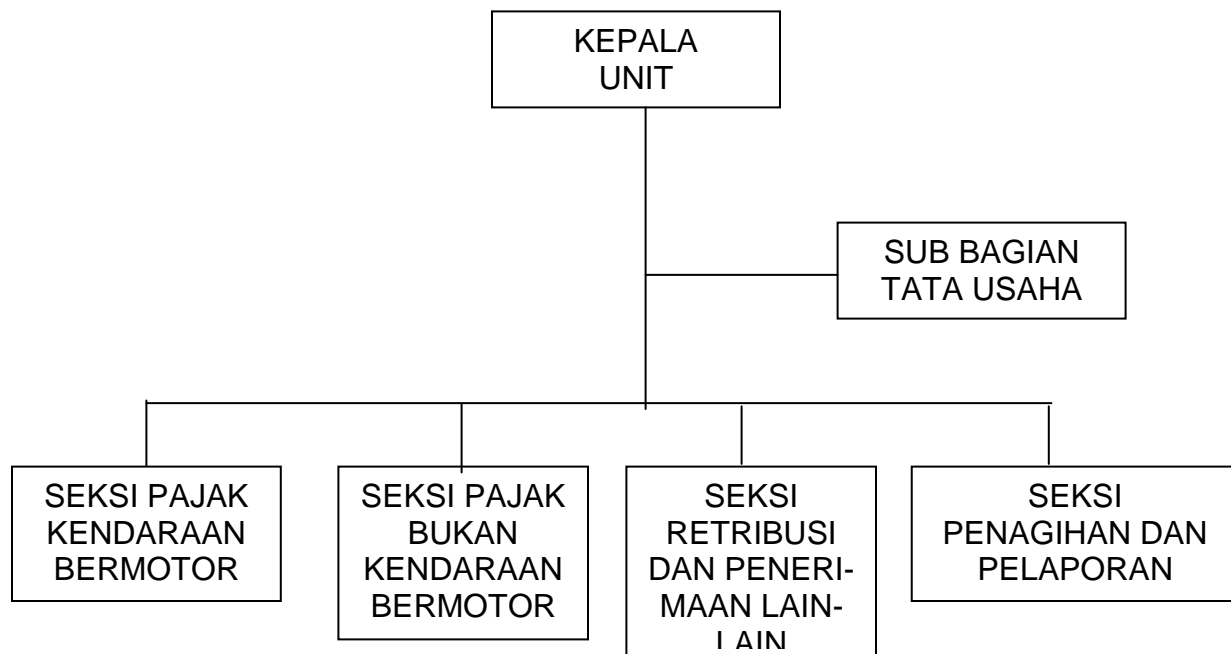 KEPALA
UNIT
SUB BAGIAN
TATA USAHA
SEKSI PAJAK
KENDARAAN
BERMOTOR
SEKSI PAJAK
BUKAN
KENDARAAN
BERMOTOR
SEKSI
RETRIBUSI
DAN PENERI-
MAAN LAIN-
LAIN
SEKSI
PENAGIHAN DAN
PELAPORAN